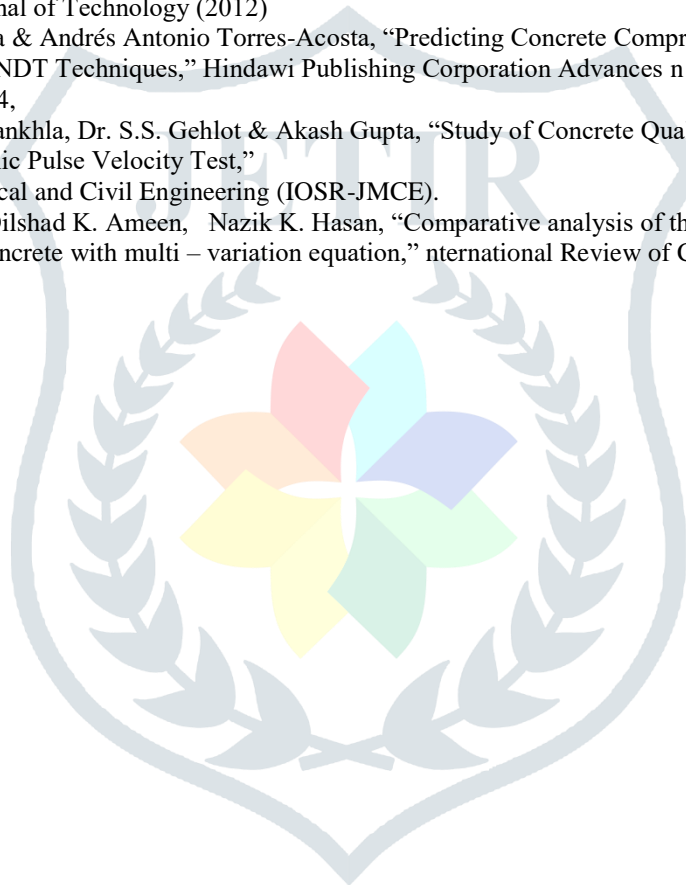 nal of Technology (2012)
a & Andrés Antonio Torres-Acosta, “Predicting Concrete Compr
NDT Techniques,” Hindawi Publishing Corporation Advances n
4,
ankhla, Dr. S.S. Gehlot & Akash Gupta, “Study of Concrete Qua
ic Pulse Velocity Test,”
cal and Civil Engineering (IOSR-JMCE).
Dilshad K. Ameen, Nazik K. Hasan, “Comparative analysis of th
ncrete with multi – variation equation,” nternational Review of C
JETIR